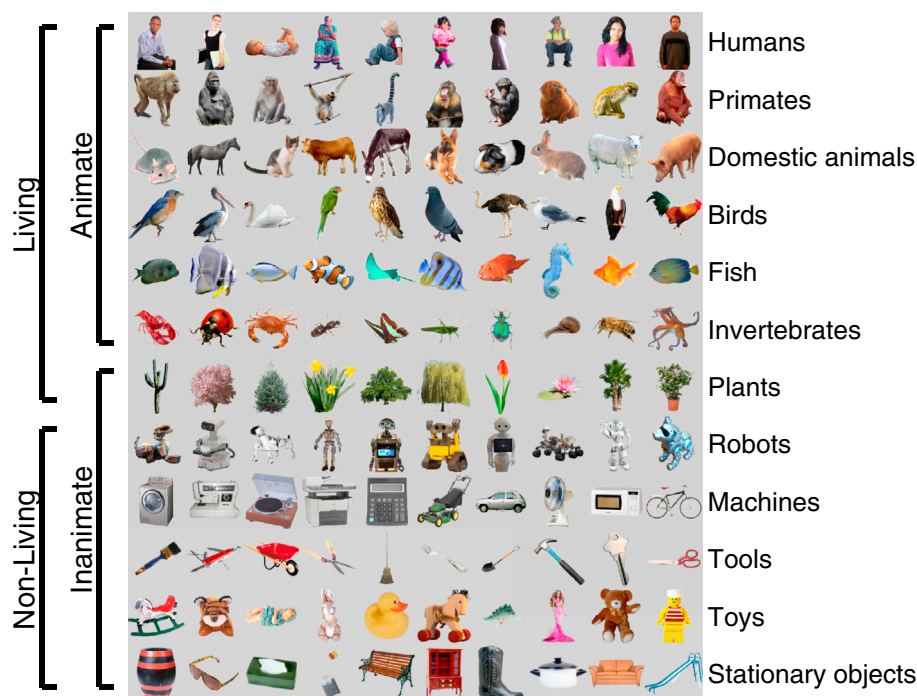 Living
Animate
Non-Living
Inanimate
Humans
Primates
Domestic animals
Birds
Fish
Invertebrates
Plants
Robots
Machines
Tools
Toys
Stationary objects